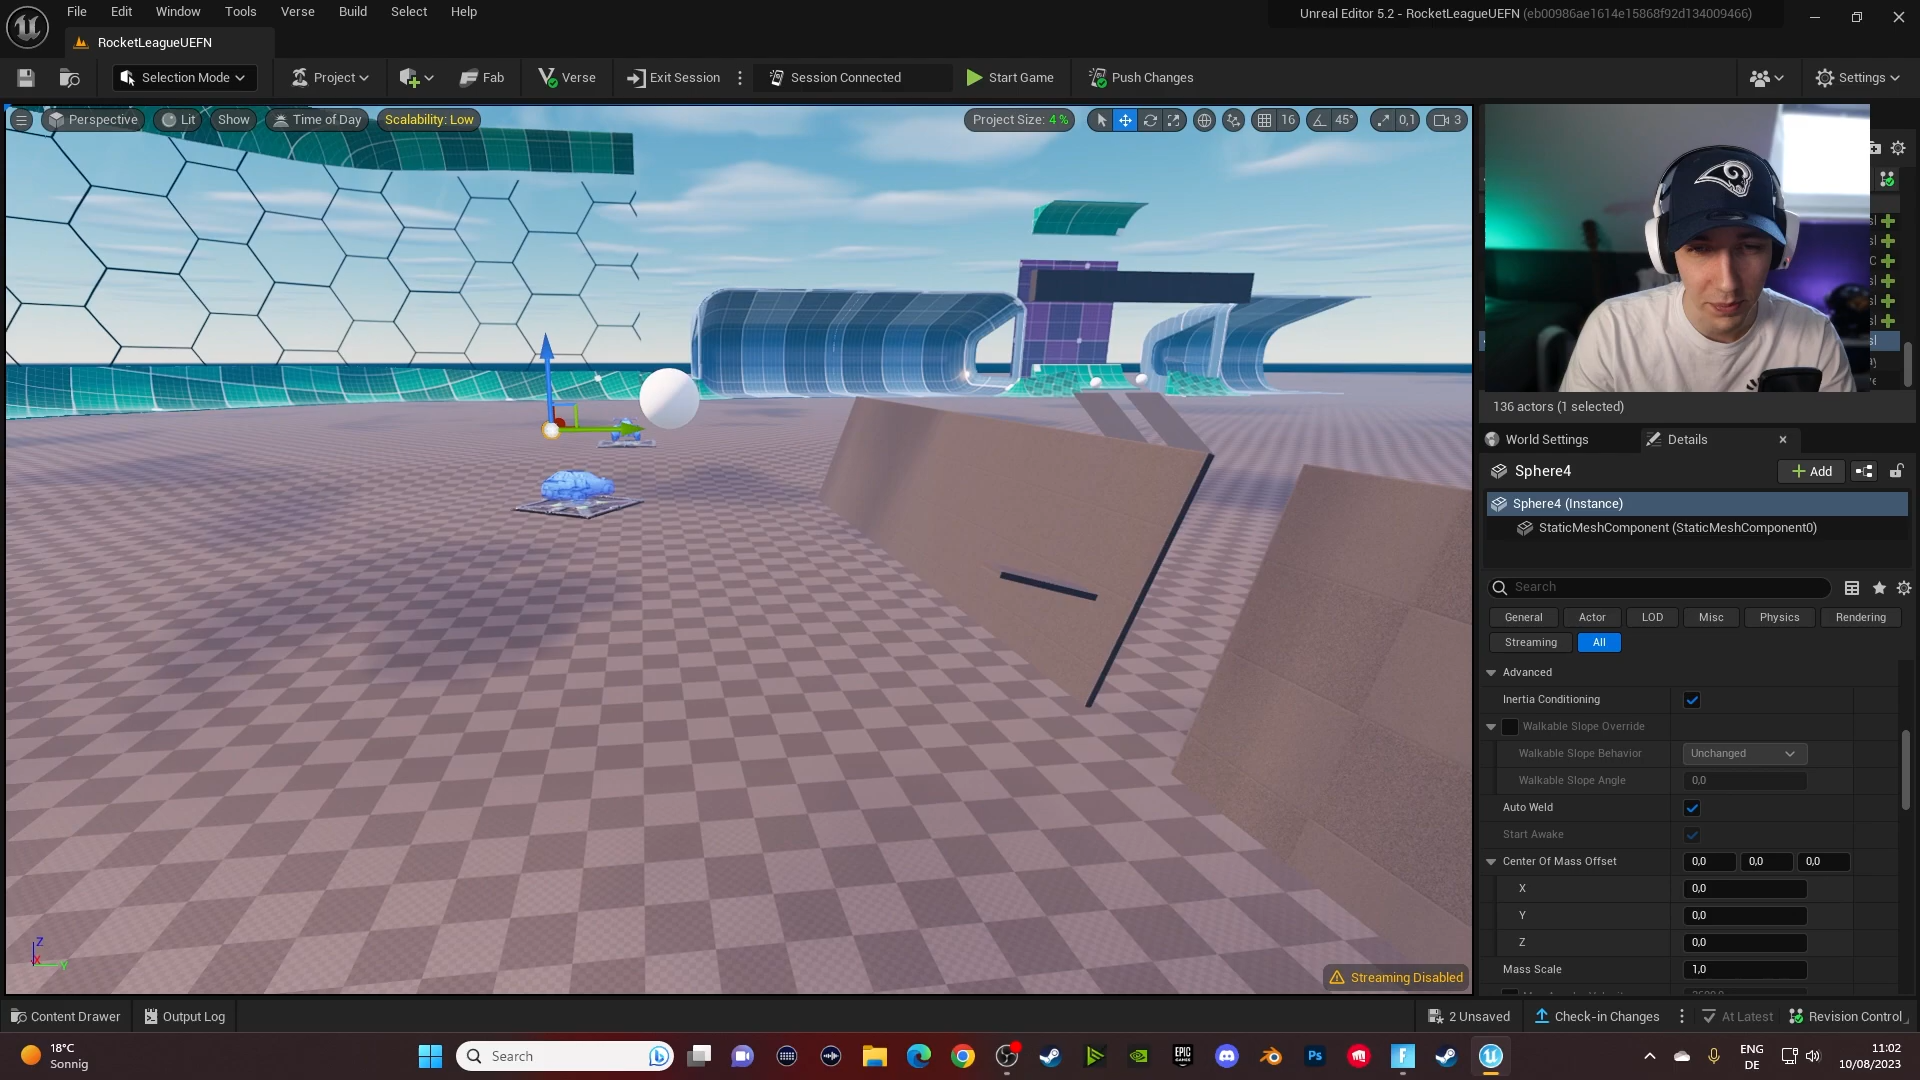 File Edit Window Tools Verse Build Select Help
Unreal Editor 5.2 - RocketLeagueUEFN (eb00986ae1614e15868f92d134009466)
RocketLeagueUEFN
Selection Mode Project Fab Verse Exit Session Session Connected Start Game Push Changes Settings
Perspective Lit Show Time of Day Scalability: Low Project Size: 4 % 16 45° 0,1 3
136 actors (1 selected)
World Settings Details
Sphere4 Add
Sphere4 (Instance)
StaticMeshComponent (StaticMeshComponent0)
Search
General Actor LOD Misc Physics Rendering
Streaming All
Advanced
Inertia Conditioning
Walkable Slope Override
Walkable Slope Behavior Unchanged
Walkable Slope Angle 0,0
Auto Weld
Start Awake
Center Of Mass Offset 0,0 0,0 0,0
X 0,0
Y 0,0
Z 0,0
Mass Scale 1,0
Z
X Y
Streaming Disabled
Content Drawer Output Log 2 Unsaved Check-in Changes At Latest Revision Control
18°C
Sonnig
Search
EPIC
GAMES
Ps
ENG
DE
11:02
10/08/2023